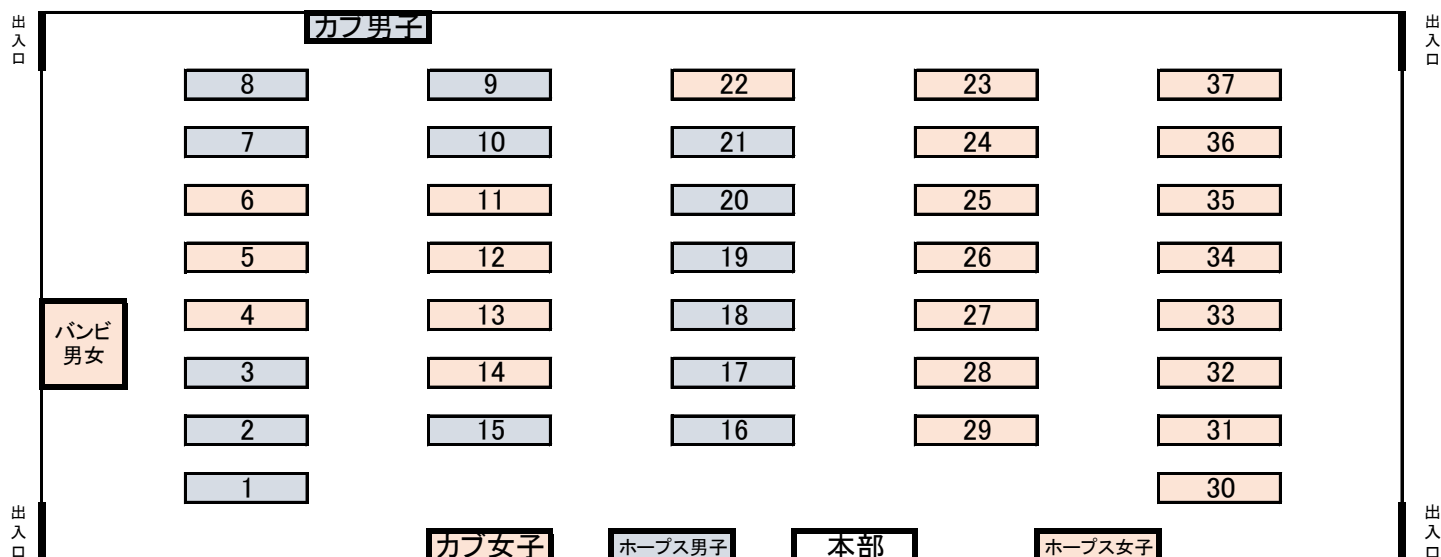 出入口
カブ男子
出入口
8 9 22 23 37
7 10 21 24 36
6 11 20 25 35
5 12 19 26 34
4 13 18 27 33
バンビ
男女
3 14 17 28 32
2 15 16 29 31
1 30
出入口
カブ女子 ホープス男子 本部 ホープス女子
出入口